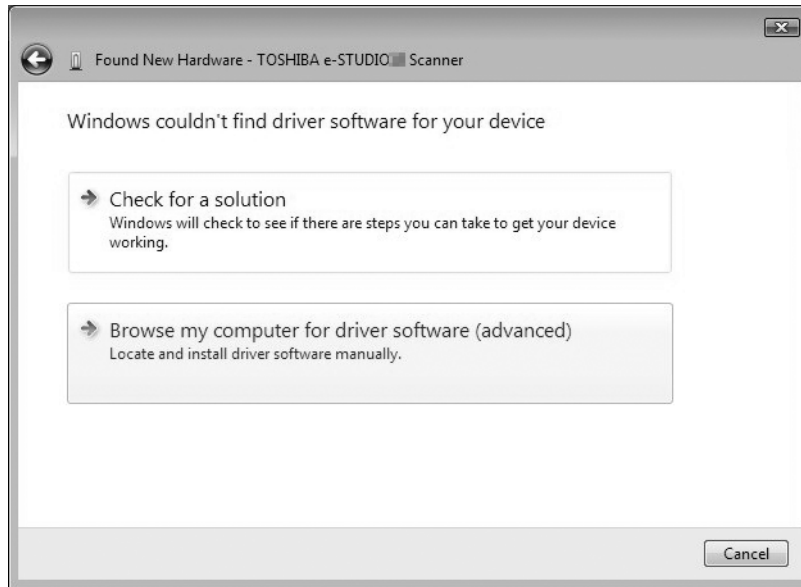 Found New Hardware - TOSHIBA e-STUDIO Scanner
Windows couldn't find driver software for your device
Check for a solution
Windows will check to see if there are steps you can take to get your device
working.
Browse my computer for driver software (advanced)
Locate and install driver software manually.
Cancel